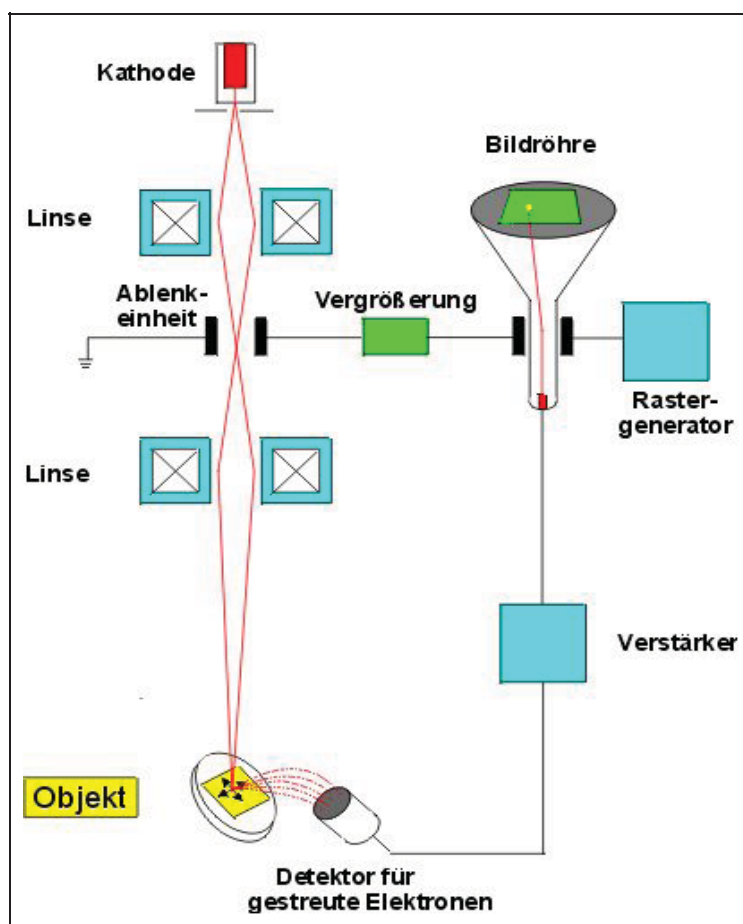 Kathode
Bildröhre
Linse
Ablenk-
einheit
Vergrößerung
Raster-
generator
Linse
Verstärker
Objekt
Detektor für
gestreute Elektronen